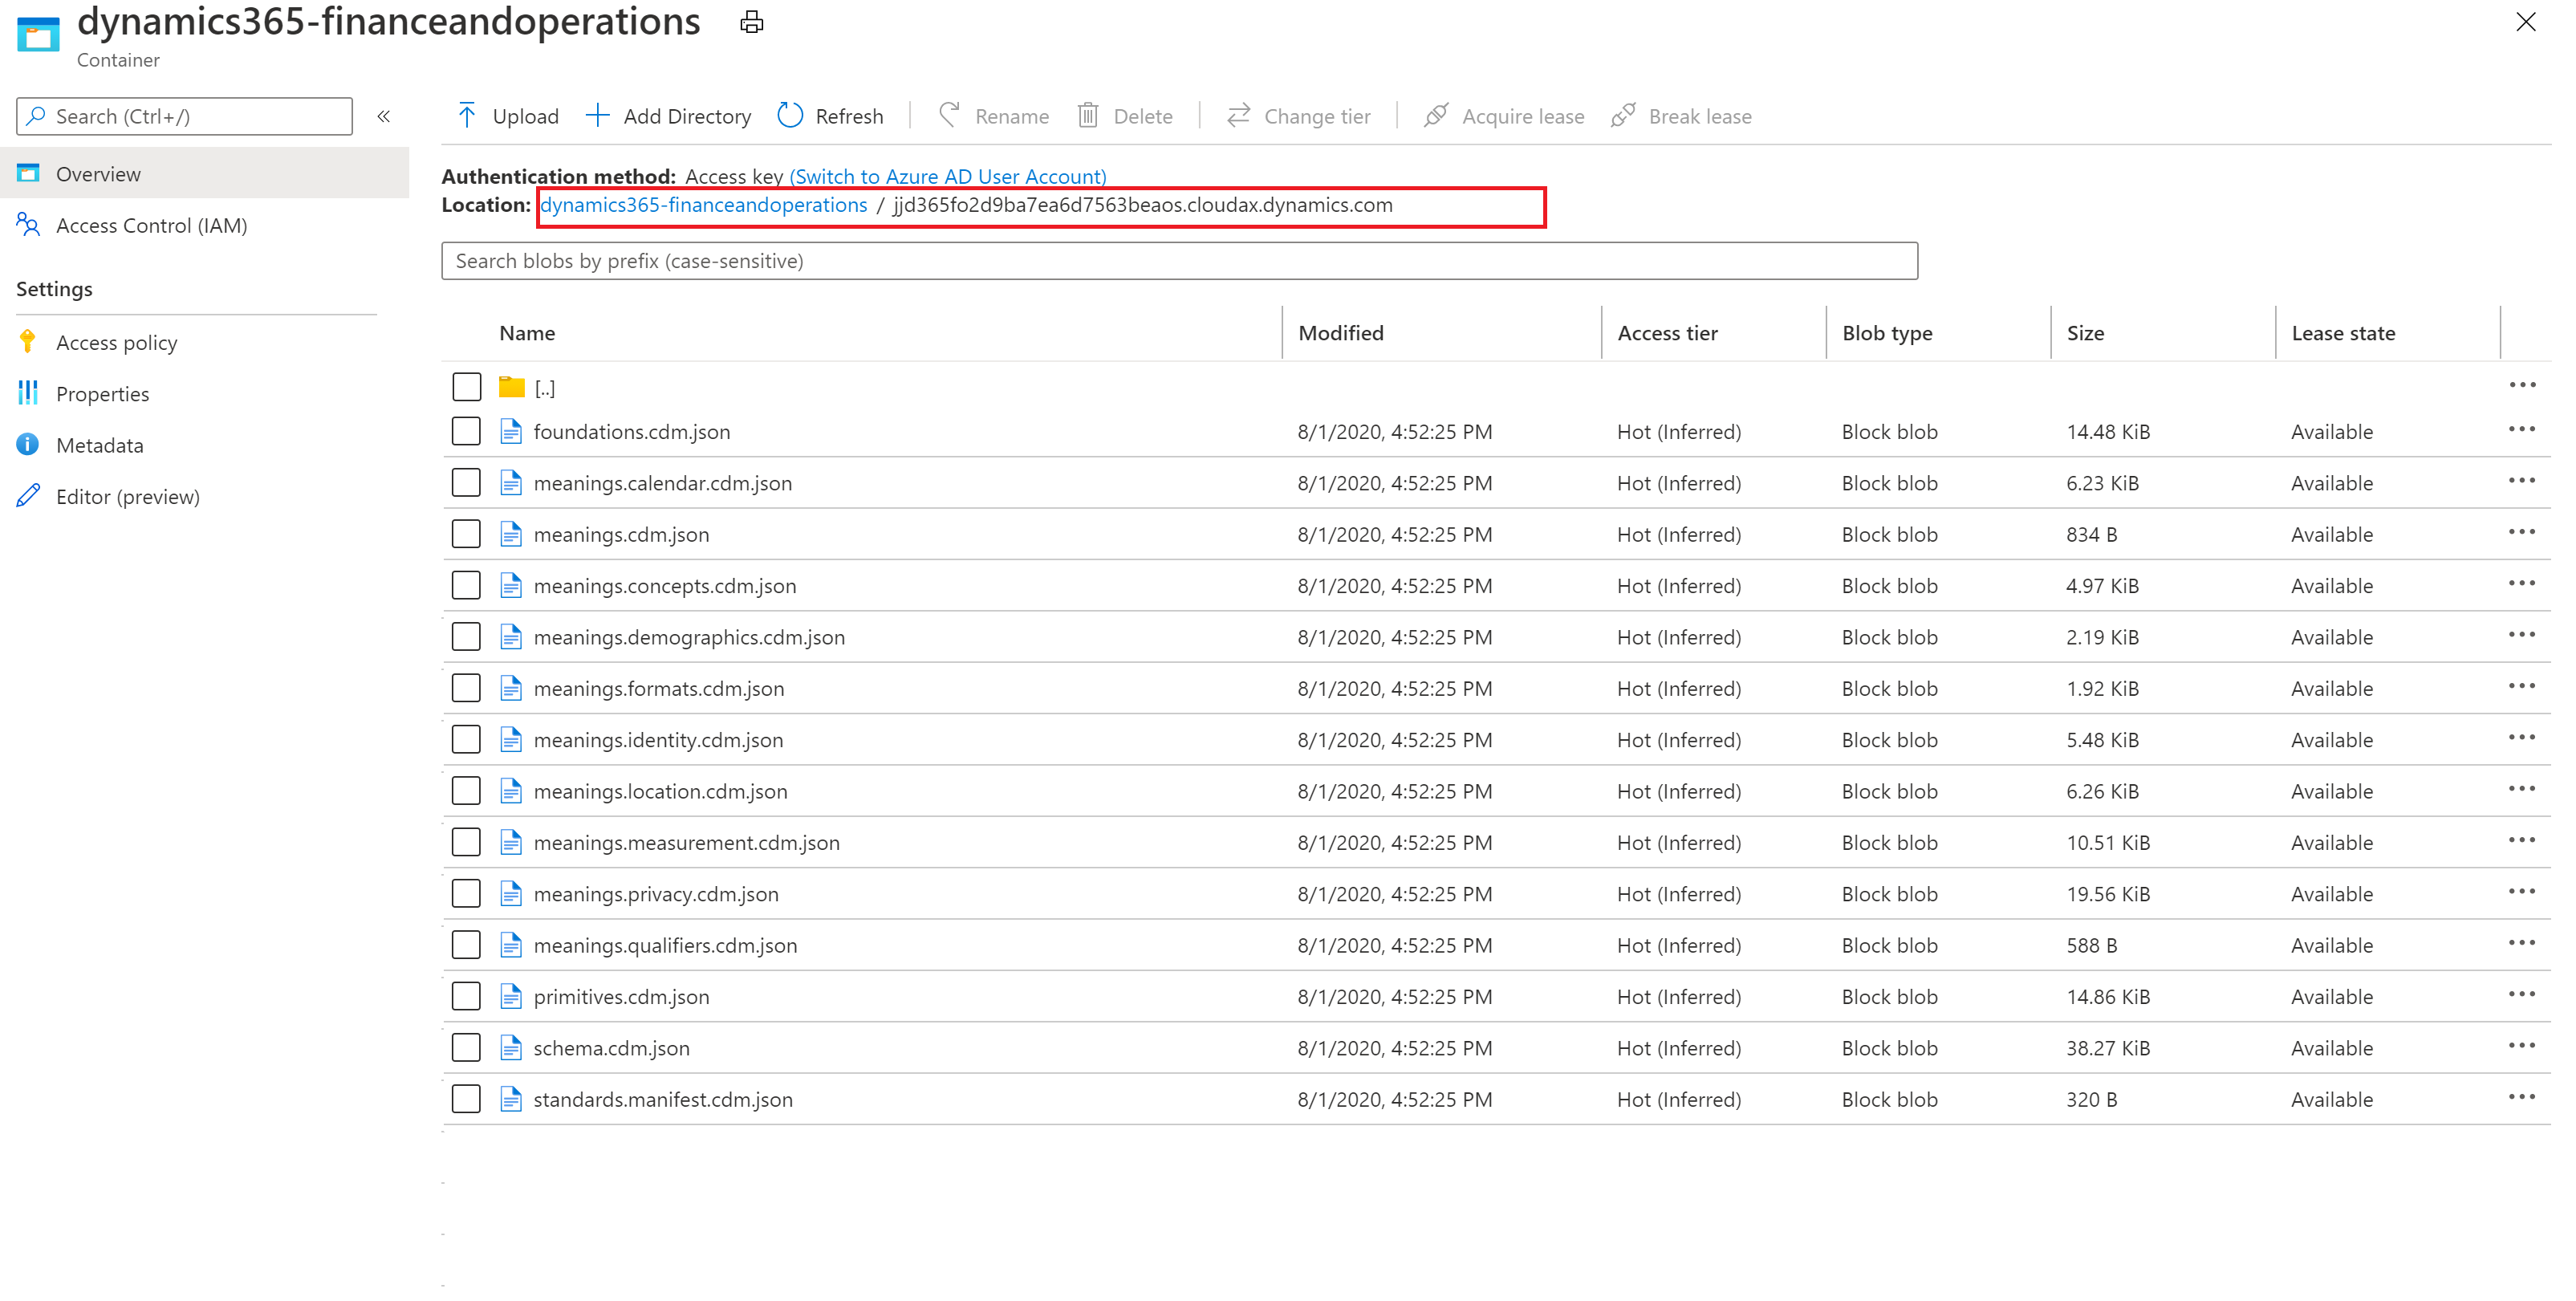 dynamics365-financeandoperations
Container
Search (Ctrl+/)
«
Upload
Add Directory
Refresh
Rename
Delete
Change tier
Acquire lease
Break lease
Overview
Access Control (IAM)
Settings
Access policy
Properties
Metadata
Editor (preview)
Authentication method: Access key (Switch to Azure AD User Account)
Location: dynamics365-financeandoperations / jjd365fo2d9ba7ea6d7563beaos.cloudax.dynamics.com
Search blobs by prefix (case-sensitive)
Name Modified Access tier Blob type Size Lease state
[..]
foundations.cdm.json 8/1/2020, 4:52:25 PM Hot (Inferred) Block blob 14.48 KiB Available
meanings.calendar.cdm.json 8/1/2020, 4:52:25 PM Hot (Inferred) Block blob 6.23 KiB Available
meanings.cdm.json 8/1/2020, 4:52:25 PM Hot (Inferred) Block blob 834 B Available
meanings.concepts.cdm.json 8/1/2020, 4:52:25 PM Hot (Inferred) Block blob 4.97 KiB Available
meanings.demographics.cdm.json 8/1/2020, 4:52:25 PM Hot (Inferred) Block blob 2.19 KiB Available
meanings.formats.cdm.json 8/1/2020, 4:52:25 PM Hot (Inferred) Block blob 1.92 KiB Available
meanings.identity.cdm.json 8/1/2020, 4:52:25 PM Hot (Inferred) Block blob 5.48 KiB Available
meanings.location.cdm.json 8/1/2020, 4:52:25 PM Hot (Inferred) Block blob 6.26 KiB Available
meanings.measurement.cdm.json 8/1/2020, 4:52:25 PM Hot (Inferred) Block blob 10.51 KiB Available
meanings.privacy.cdm.json 8/1/2020, 4:52:25 PM Hot (Inferred) Block blob 19.56 KiB Available
meanings.qualifiers.cdm.json 8/1/2020, 4:52:25 PM Hot (Inferred) Block blob 588 B Available
primitives.cdm.json 8/1/2020, 4:52:25 PM Hot (Inferred) Block blob 14.86 KiB Available
schema.cdm.json 8/1/2020, 4:52:25 PM Hot (Inferred) Block blob 38.27 KiB Available
standards.manifest.cdm.json 8/1/2020, 4:52:25 PM Hot (Inferred) Block blob 320 B Available